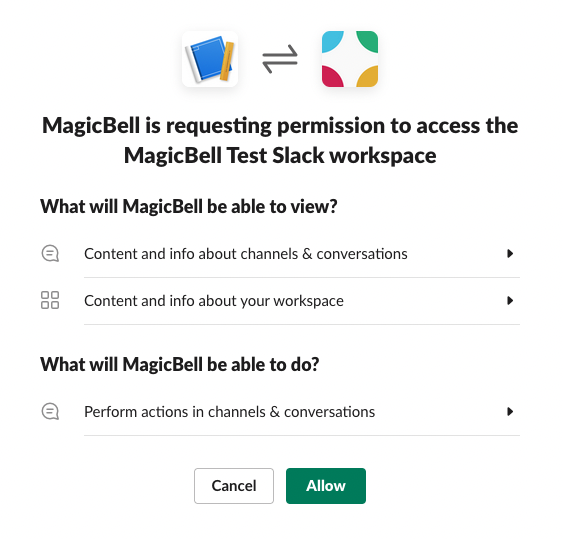 MagicBell is requesting permission to access the
MagicBell Test Slack workspace
What will MagicBell be able to view?
Content and info about channels & conversations
Content and info about your workspace
What will MagicBell be able to do?
Perform actions in channels & conversations
Cancel Allow